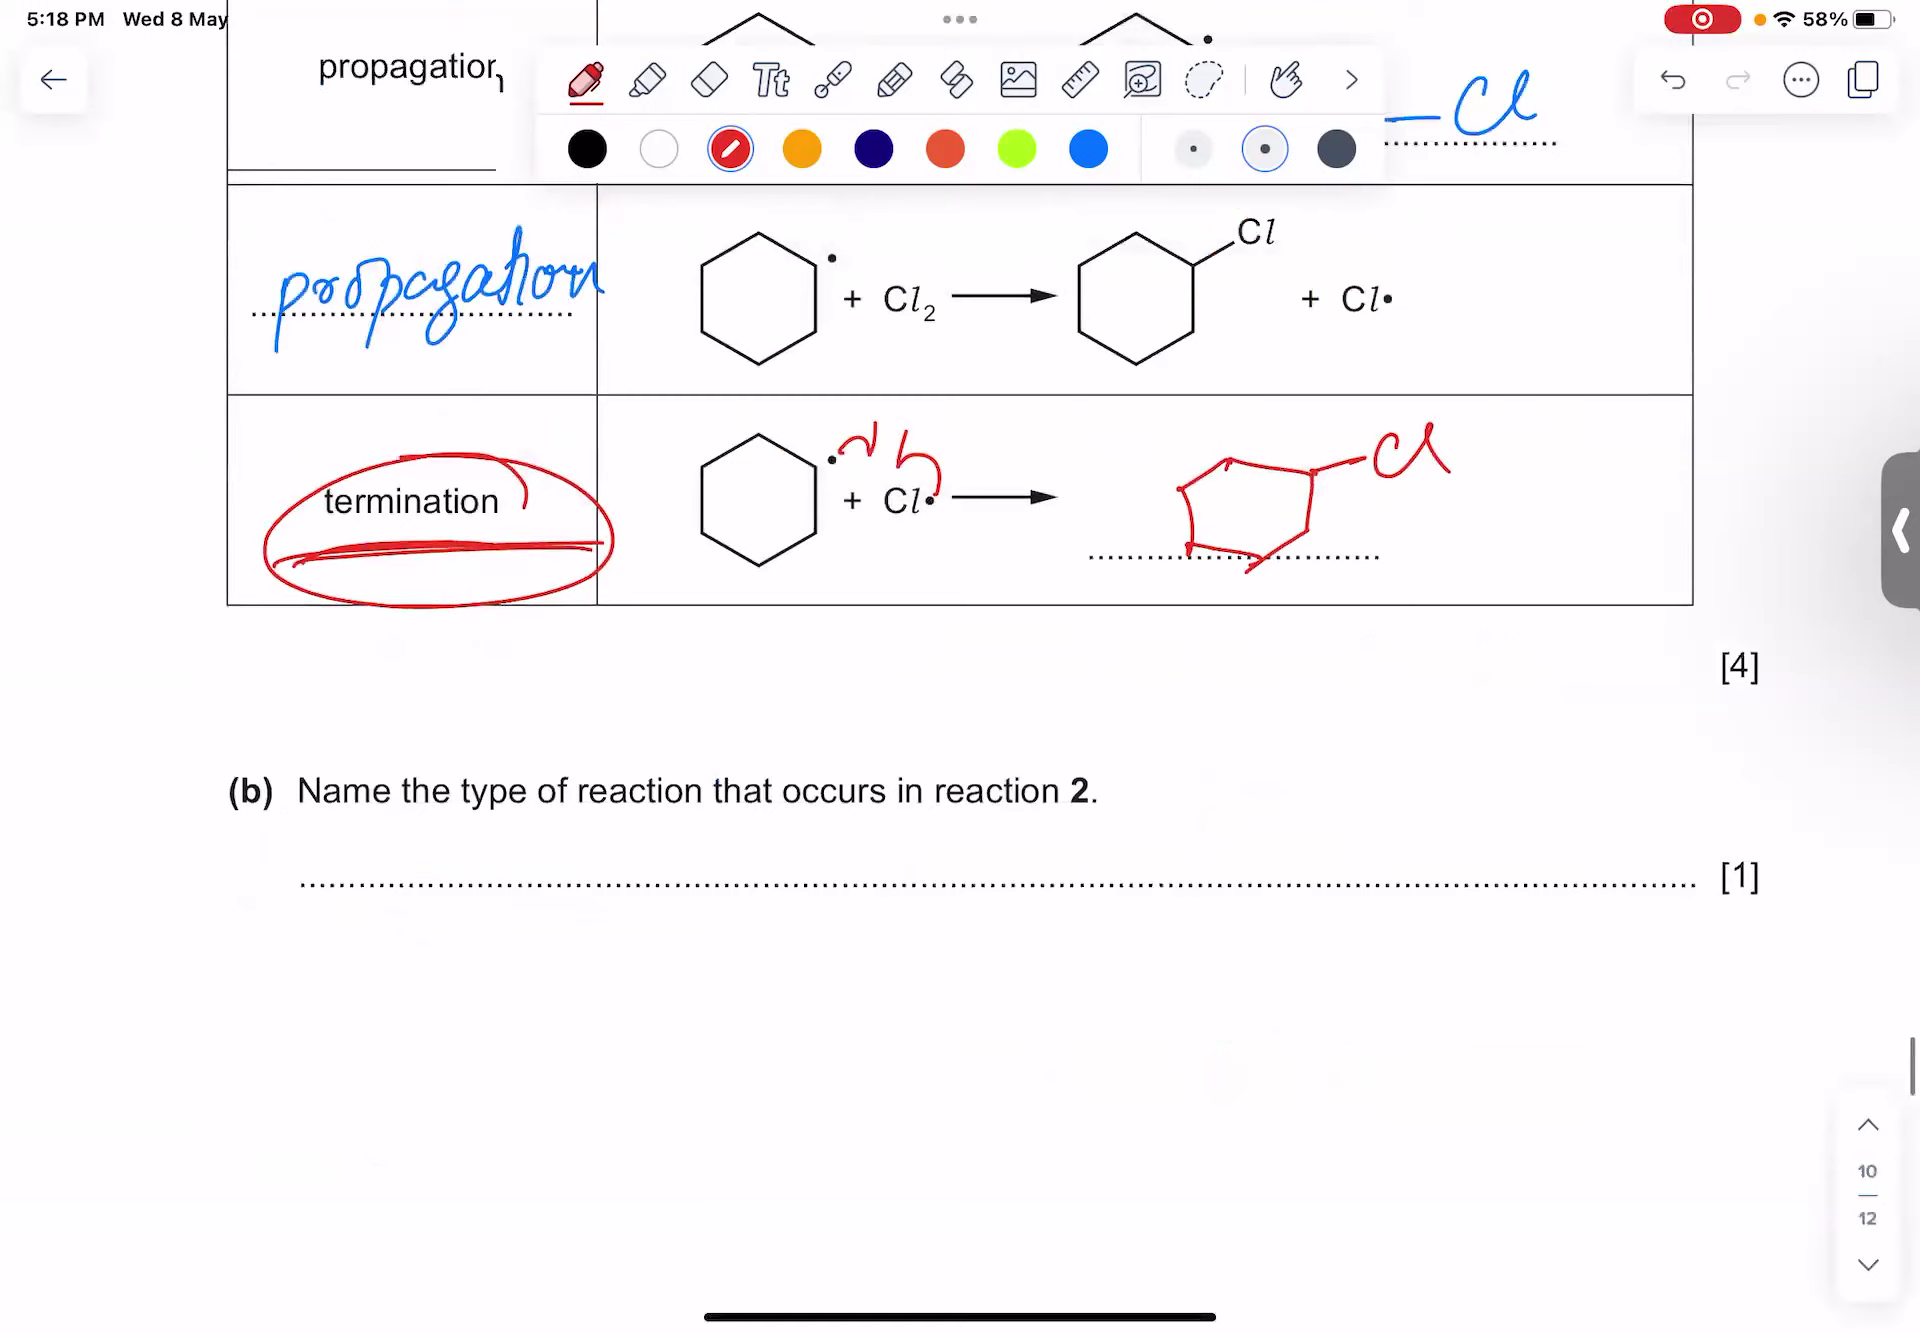 5:18 PM Wed 8 May
58%
propagation
Tt
— Cl
propagation
+ Cl2
Cl
+ Cl•
termination
+ Cl•
Cl
[4]
(b) Name the type of reaction that occurs in reaction 2.
[1]
10
12